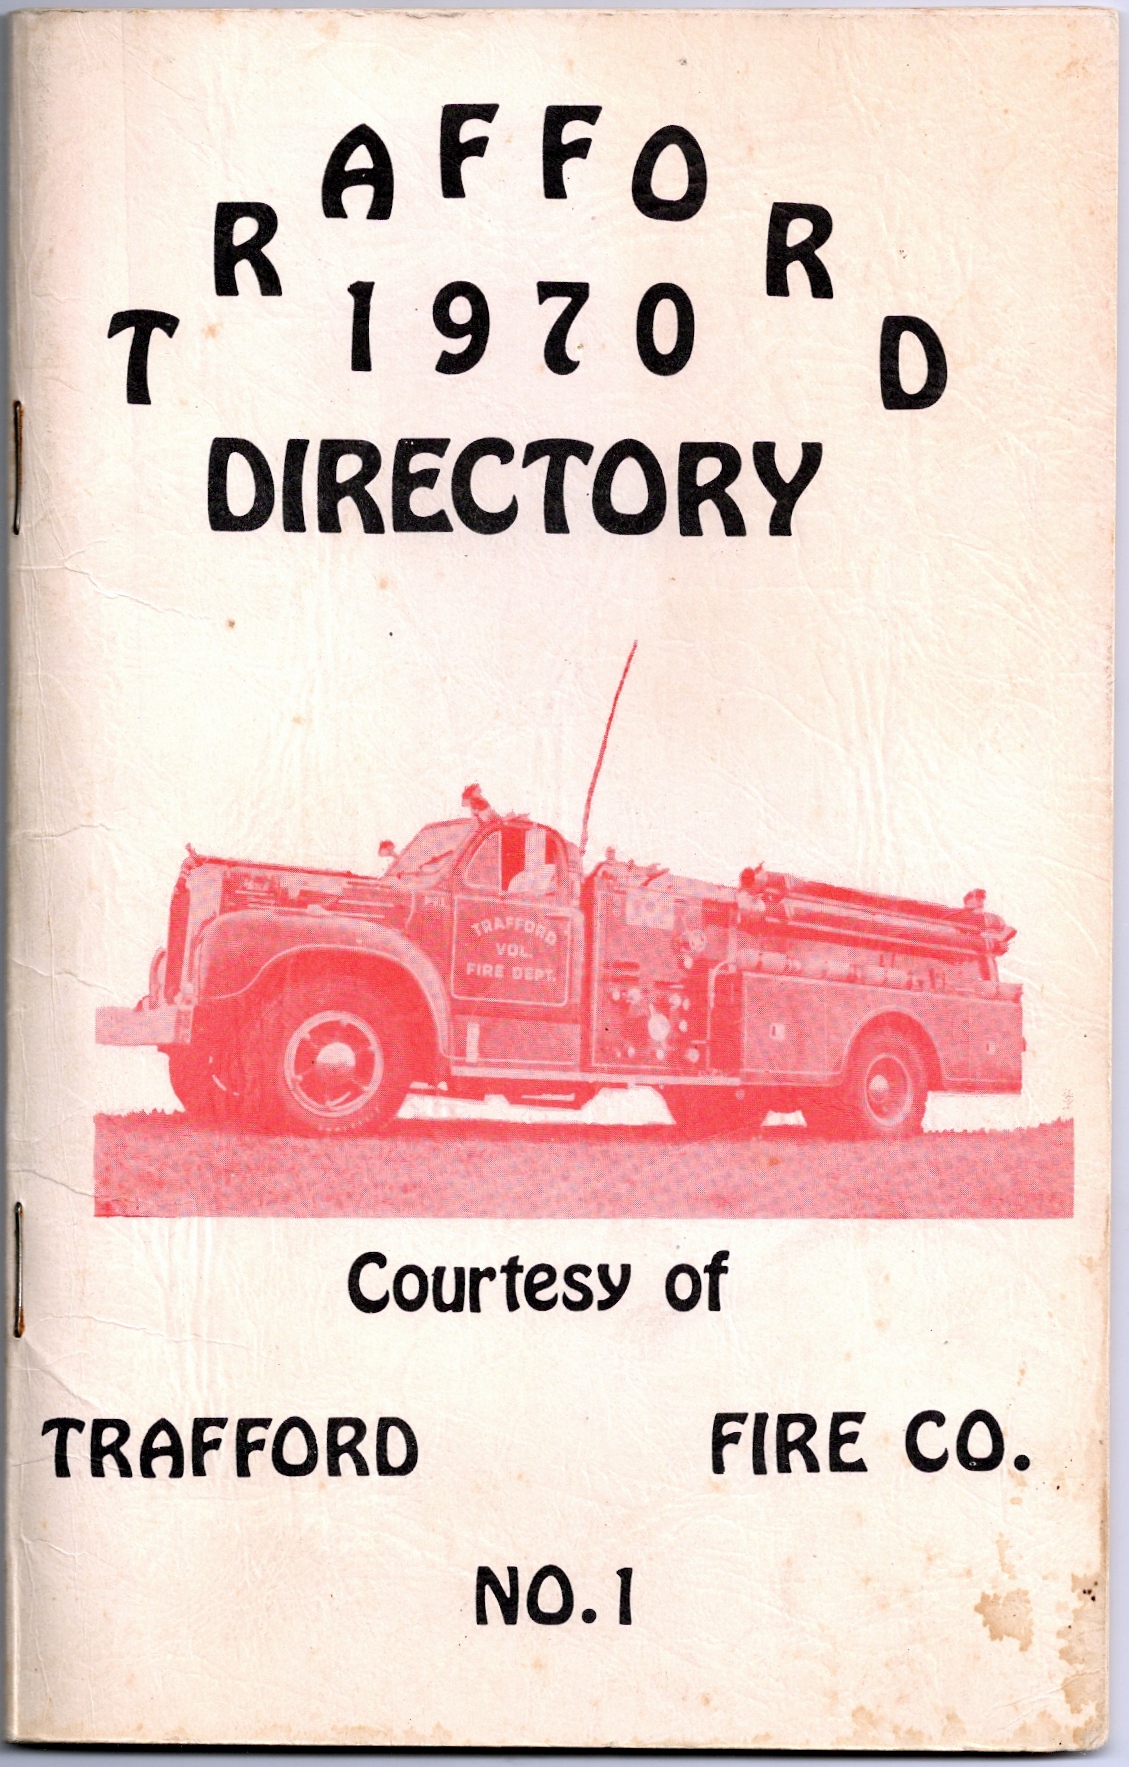 TRAFFORD
1970
DIRECTORY
TRAFFORD
VOL.
FIRE DEPT.
Courtesy of
TRAFFORD FIRE CO.
NO.1